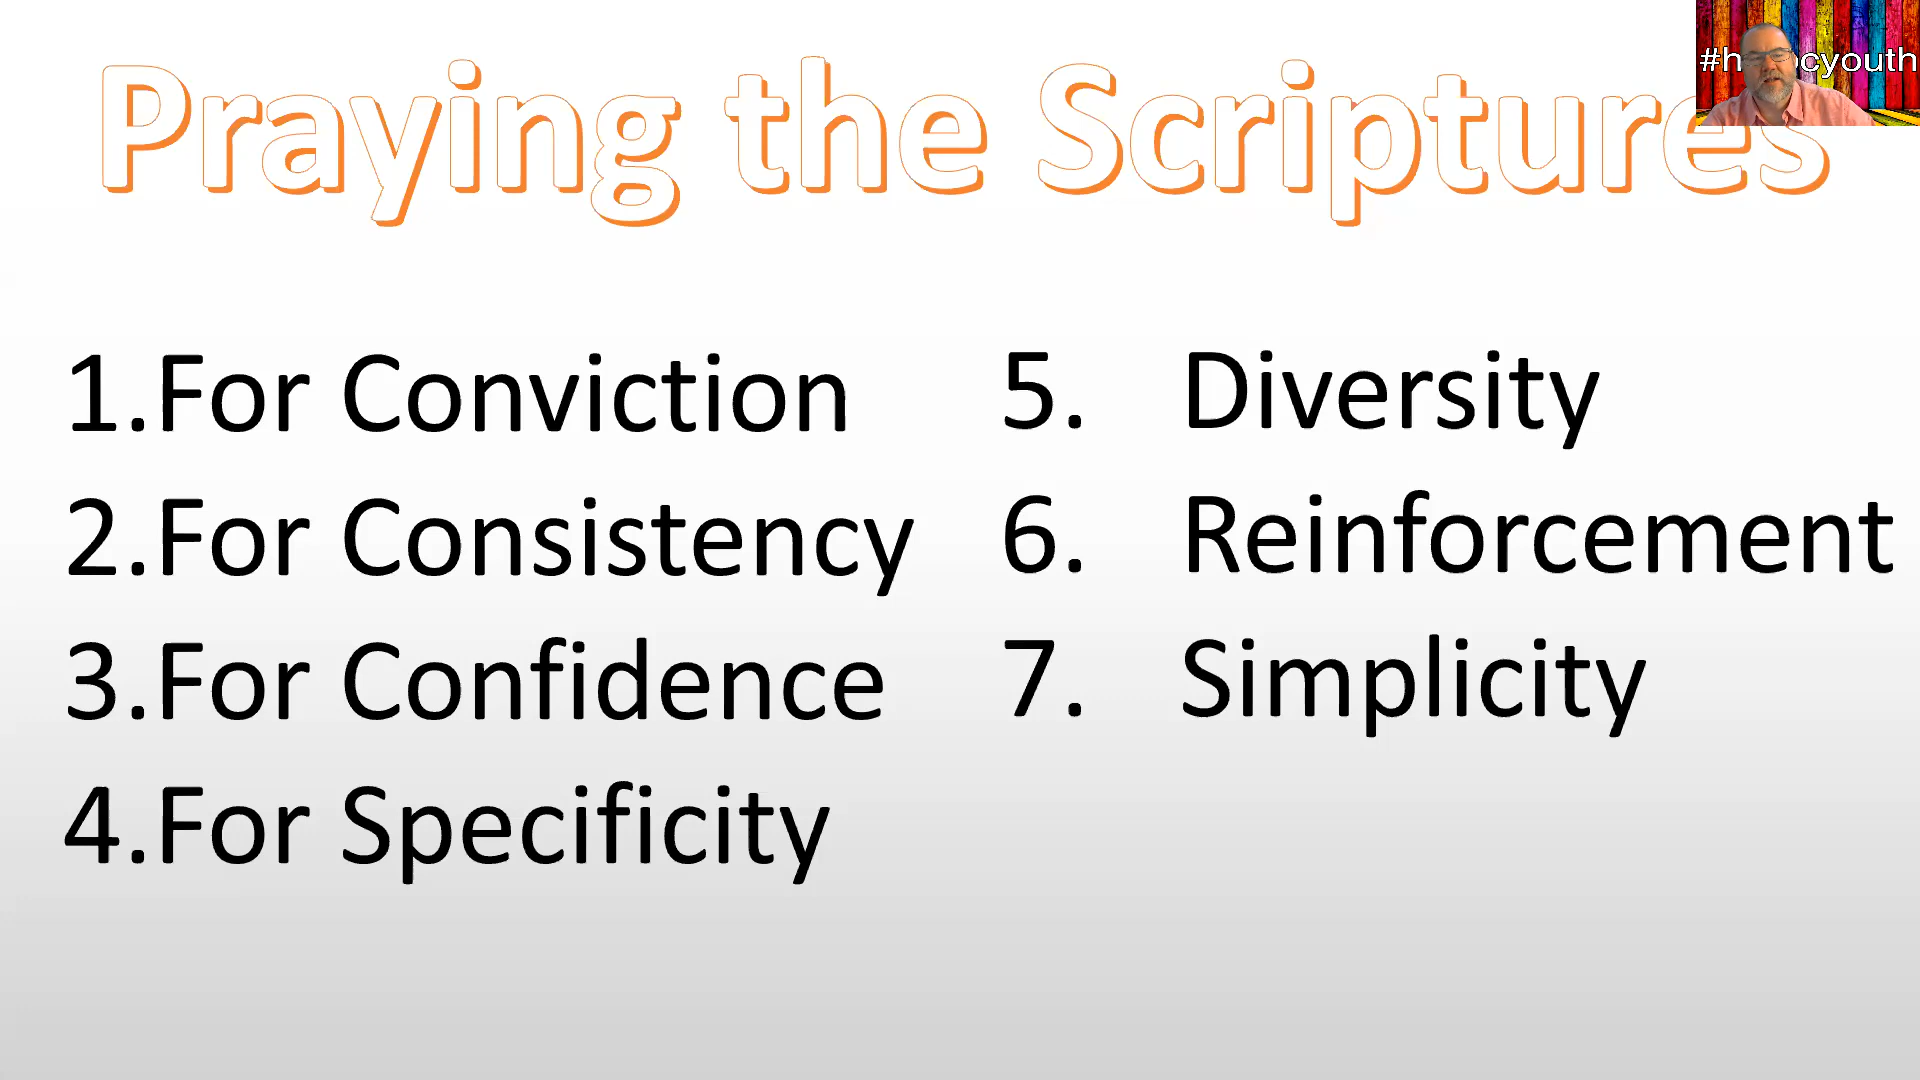 Praying the Scriptures
1.For Conviction
2.For Consistency
3.For Confidence
4.For Specificity
5. Diversity
6. Reinforcement
7. Simplicity